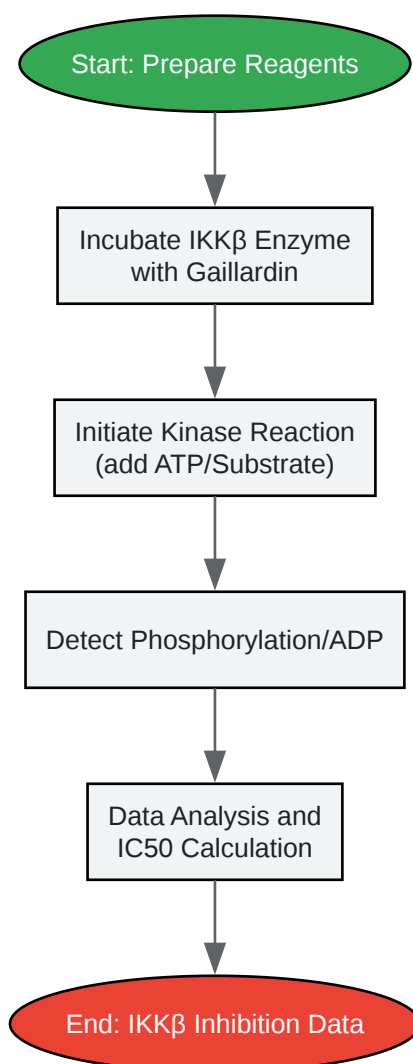 Start: Prepare Reagents
Incubate IKKβ Enzyme
with Gaillardin
Initiate Kinase Reaction
(add ATP/Substrate)
Detect Phosphorylation/ADP
Data Analysis and
IC50 Calculation
End: IKKβ Inhibition Data